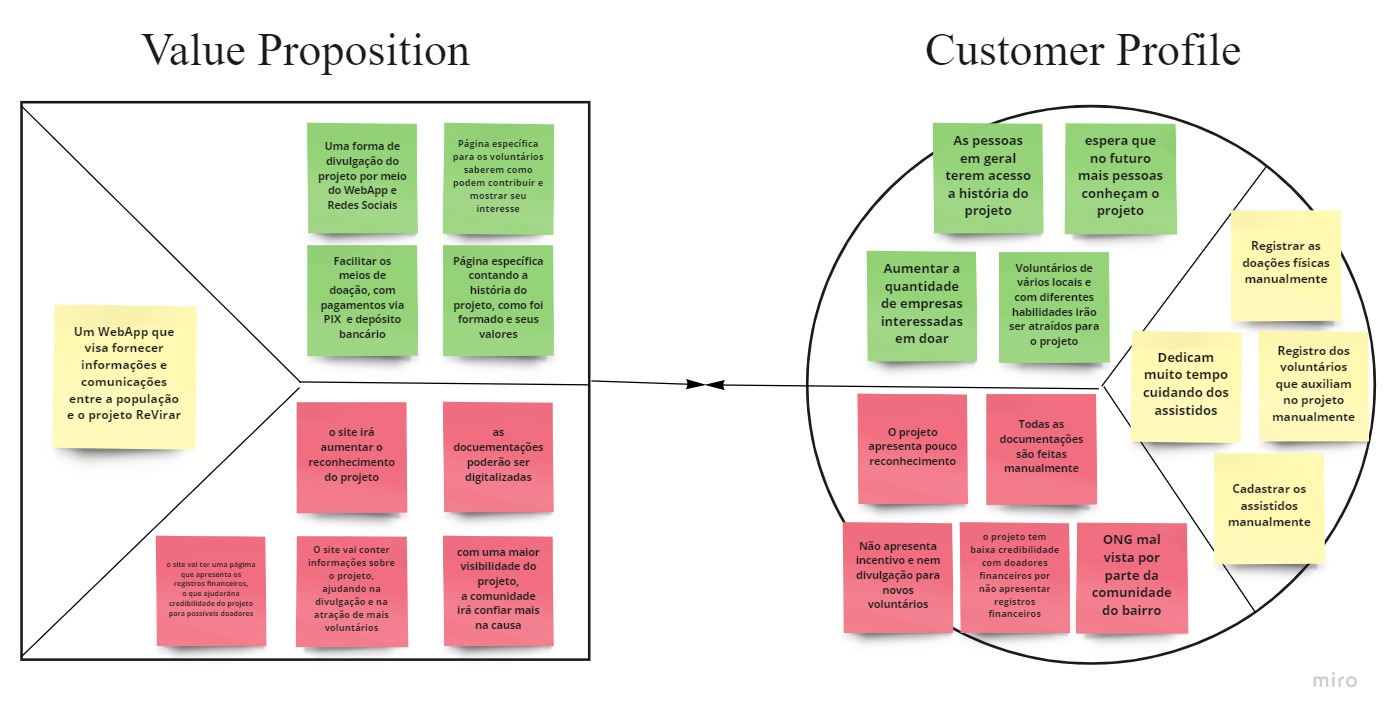 Value Proposition
Customer Profile
Uma forma de
divulgação do
projeto por meio
do WebApp e
Redes Sociais
Página específica
para os voluntários
saberem como
podem contribuir e
mostrar seu
interesse
Facilitar os
meios de
doação, com
pagamentos via
PIX e depósito
bancário
Página específica
contando a
história do
projeto, como foi
formado e seus
valores
Um WebApp que
visa fornecer
informações e
comunicações
entre a população
e o projeto ReVirar
o site irá
aumentar o
reconhecimento
do projeto
as
docuementações
poderão ser
digitalizadas
o site vai ter uma página
que apresenta os
registros financeiros,
o que ajudarána
credibilidade do projeto
para possíveis doadores
O site vai conter
informações sobre
o projeto,
ajudando na
divulgação e na
atração de mais
voluntários
com uma maior
visibilidade do
projeto,
a comunidade
irá confiar mais
na causa
As pessoas
em geral
terem acesso
a história do
projeto
espera que
no futuro
mais pessoas
conheçam o
projeto
Aumentar a
quantidade
de empresas
interessadas
em doar
Voluntários de
vários locais e
com diferentes
habilidades irão
ser atraídos para
o projeto
Registrar as
doações físicas
manualmente
Dedicam
muito tempo
cuidando dos
assistidos
Registro dos
voluntários
que auxiliam
no projeto
manualmente
Cadastrar os
assistidos
manualmente
O projeto
apresenta pouco
reconhecimento
Todas as
documentações
são feitas
manualmente
Não apresenta
incentivo e nem
divulgação para
novos
voluntários
o projeto tem
baixa credibilidade
com doadores
financeiros por
não apresentar
registros
financeiros
ONG mal
vista por
parte da
comunidade
do bairro
miro